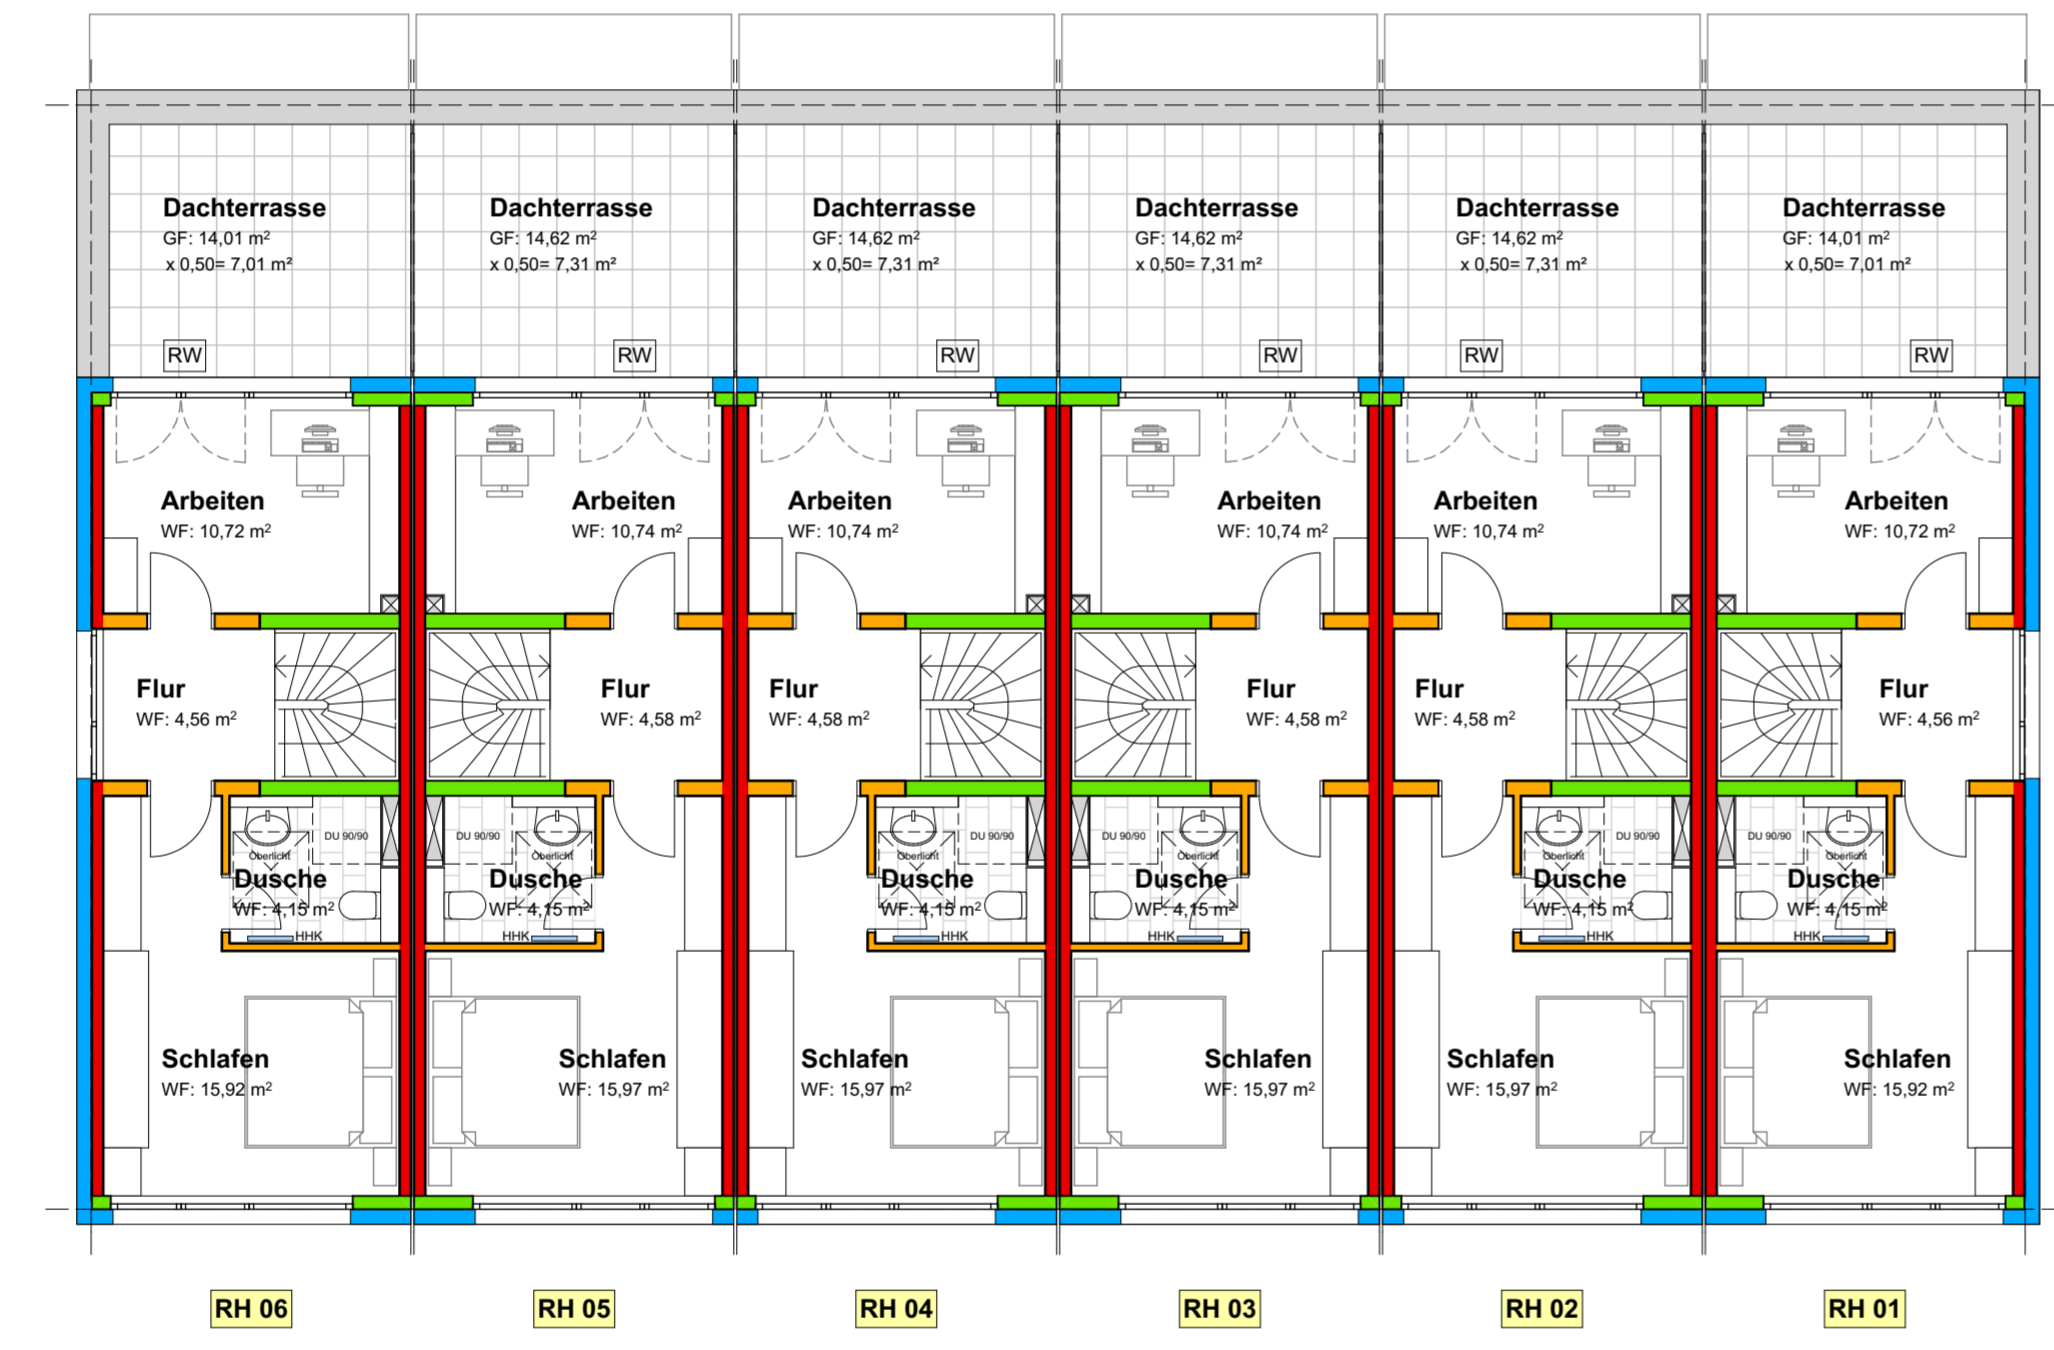 Dachterrasse
GF: 14,01 m²
x 0,50= 7,01 m²
Dachterrasse
GF: 14,62 m²
x 0,50= 7,31 m²
Dachterrasse
GF: 14,62 m²
x 0,50= 7,31 m²
Dachterrasse
GF: 14,62 m²
x 0,50= 7,31 m²
Dachterrasse
GF: 14,62 m²
x 0,50= 7,31 m²
Dachterrasse
GF: 14,01 m²
x 0,50= 7,01 m²
RW
RW
RW
RW
RW
RW
Arbeiten
WF: 10,72 m²
Arbeiten
WF: 10,74 m²
Arbeiten
WF: 10,74 m²
Arbeiten
WF: 10,74 m²
Arbeiten
WF: 10,74 m²
Arbeiten
WF: 10,72 m²
Flur
WF: 4,56 m²
Flur
WF: 4,58 m²
Flur
WF: 4,58 m²
Flur
WF: 4,58 m²
Flur
WF: 4,58 m²
Flur
WF: 4,56 m²
DU 90/90
Oberlicht
Dusche
WF: 4,15 m²
HHK
DU 90/90
Oberlicht
Dusche
WF: 4,15 m²
HHK
DU 90/90
Oberlicht
Dusche
WF: 4,15 m²
HHK
DU 90/90
Oberlicht
Dusche
WF: 4,15 m²
HHK
DU 90/90
Oberlicht
Dusche
WF: 4,15 m²
HHK
DU 90/90
Oberlicht
Dusche
WF: 4,15 m²
HHK
Schlafen
WF: 15,92 m²
Schlafen
WF: 15,97 m²
Schlafen
WF: 15,97 m²
Schlafen
WF: 15,97 m²
Schlafen
WF: 15,97 m²
Schlafen
WF: 15,92 m²
RH 06
RH 05
RH 04
RH 03
RH 02
RH 01